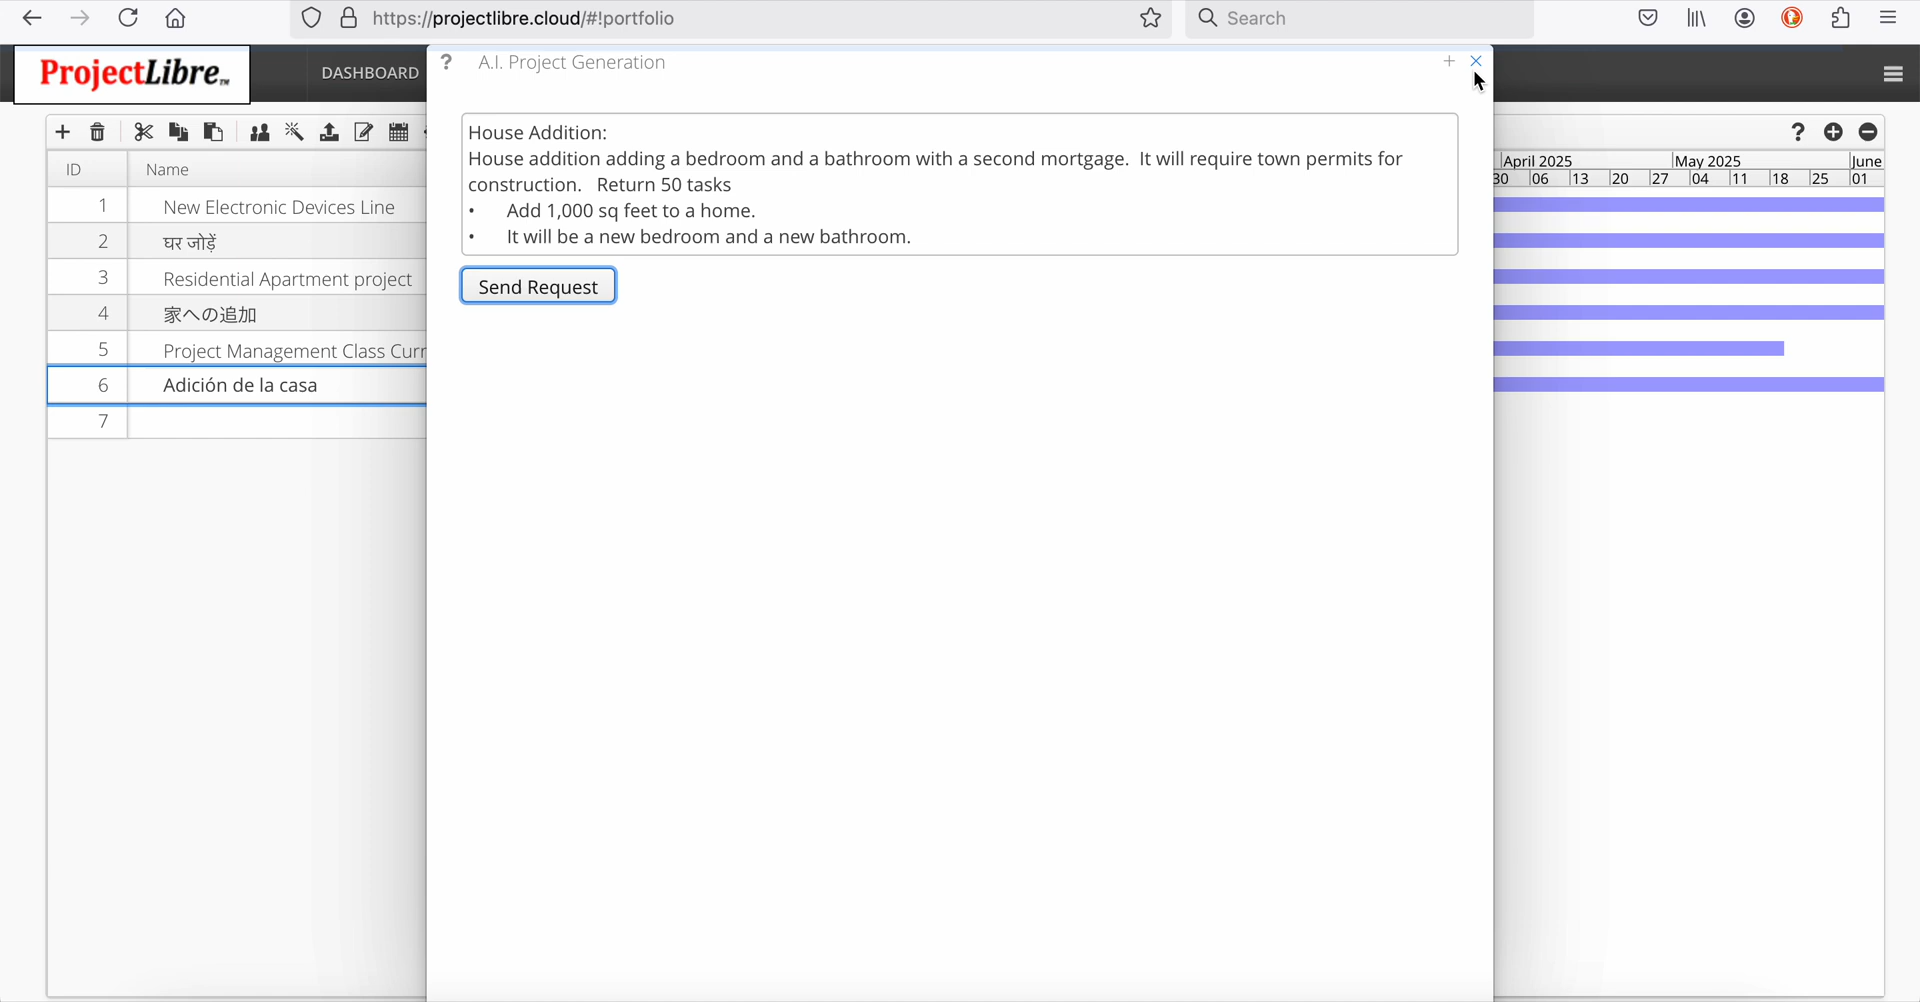 https://projectlibre.cloud/#!portfolio
Search
ProjectLibre™
DASHBOARD
? A.I. Project Generation
House Addition:
House addition adding a bedroom and a bathroom with a second mortgage. It will require town permits for
construction. Return 50 tasks
• Add 1,000 sq feet to a home.
• It will be a new bedroom and a new bathroom.
Send Request
ID Name
1 New Electronic Devices Line
2 घर जोड़ें
3 Residential Apartment project
4 家への追加
5 Project Management Class Curr
6 Adición de la casa
7
?
April 2025 May 2025 June
30 06 13 20 27 04 11 18 25 01